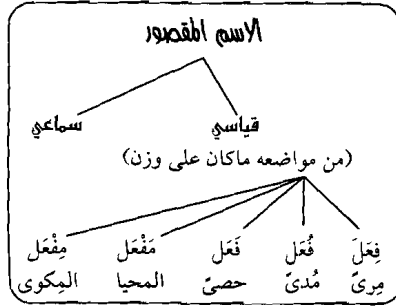 الاسم المقصور
قياسي سماعي
(من مواضعه ماكان على وزن)
فِعَلَ فُعَل فَعَل مَفْعَل مِفْعَل
مِرىً مُدىً حصىً المحيا المِكوى